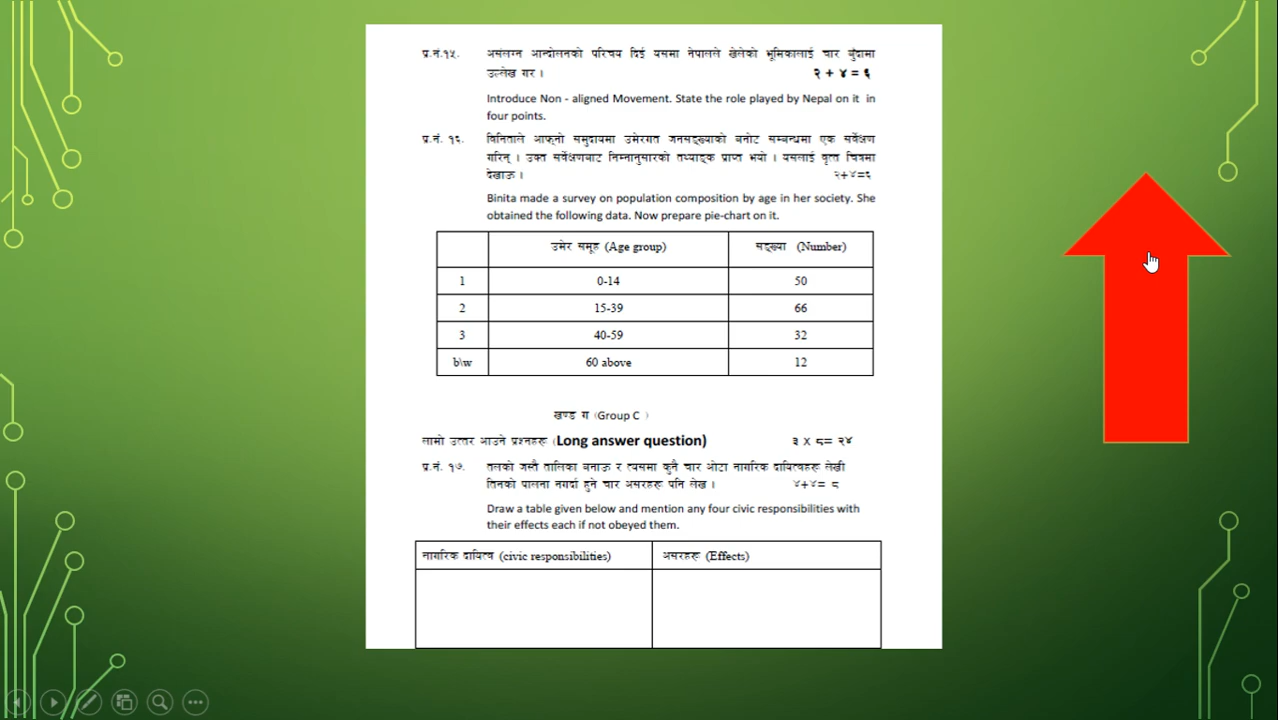 प्र.नं.१५. असंलग्न आन्दोलनको परिचय दिई यसमा नेपालले खेलेको भूमिकालाई चार बुंदामा
उल्लेख गर । २ + ४ = ६
Introduce Non - aligned Movement. State the role played by Nepal on it in
four points.
प्र.नं. १६. विनिताले आफ्नो समुदायमा उमेरगत जनसङ्ख्याको बनोट सम्बन्धमा एक सर्वेक्षण
गरिन् । उक्त सर्वेक्षणबाट निम्नानुसारको तथ्याङ्क प्राप्त भयो । यसलाई वृत्त चित्रमा
देखाऊ । २+४=६
Binita made a survey on population composition by age in her society. She
obtained the following data. Now prepare pie-chart on it.
उमेर समूह (Age group) सङ्ख्या (Number)
1 0-14 50
2 15-39 66
3 40-59 32
b\w 60 above 12
खण्ड ग (Group C )
लामो उत्तर आउने प्रश्नहरू (Long answer question) ३ X ८= २४
प्र.नं. १७. तलको जस्तै तालिका बनाऊ र त्यसमा कुनै चार ओटा नागरिक दायित्वहरू लेखी
तिनको पालना नगर्दा हुने चार असरहरू पनि लेख । ४+४= ८
Draw a table given below and mention any four civic responsibilities with
their effects each if not obeyed them.
नागरिक दायित्व (civic responsibilities) असरहरू (Effects)